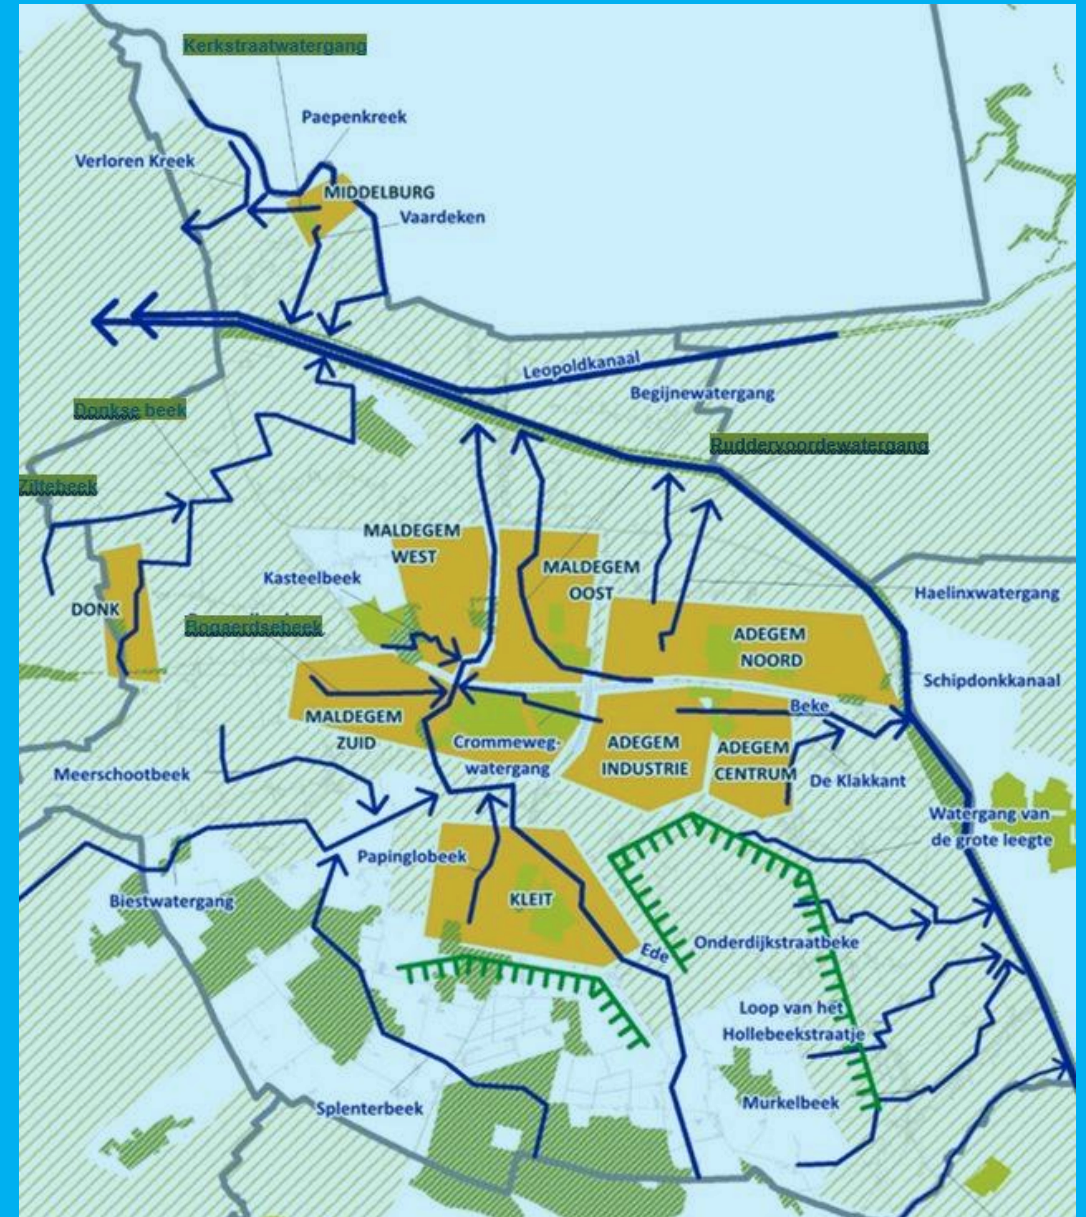 Kerkstraatwatergang
Paepenkreek
Verloren Kreek
MIDDELBURG
Vaardeken
Leopoldkanaal
Begijnewatergang
Donkse beek
Ruddervoordewatergang
Zittebeek
MALDEGEM
WEST
MALDEGEM
OOST
Kasteelbeek
Haelinxwatergang
DONK
Bogaerdsebeek
ADEGEM
NOORD
Schipdonkkanaal
Beke
MALDEGEM
ZUID
Crommeweg-
watergang
ADEGEM
INDUSTRIE
ADEGEM
CENTRUM
Meerschootbeek
De Klakkant
Watergang van
de grote leegte
Papinglobeek
Biestwatergang
KLEIT
Ede
Onderdijkstraatbeke
Loop van het
Hollebeekstraatje
Splenterbeek
Murkelbeek